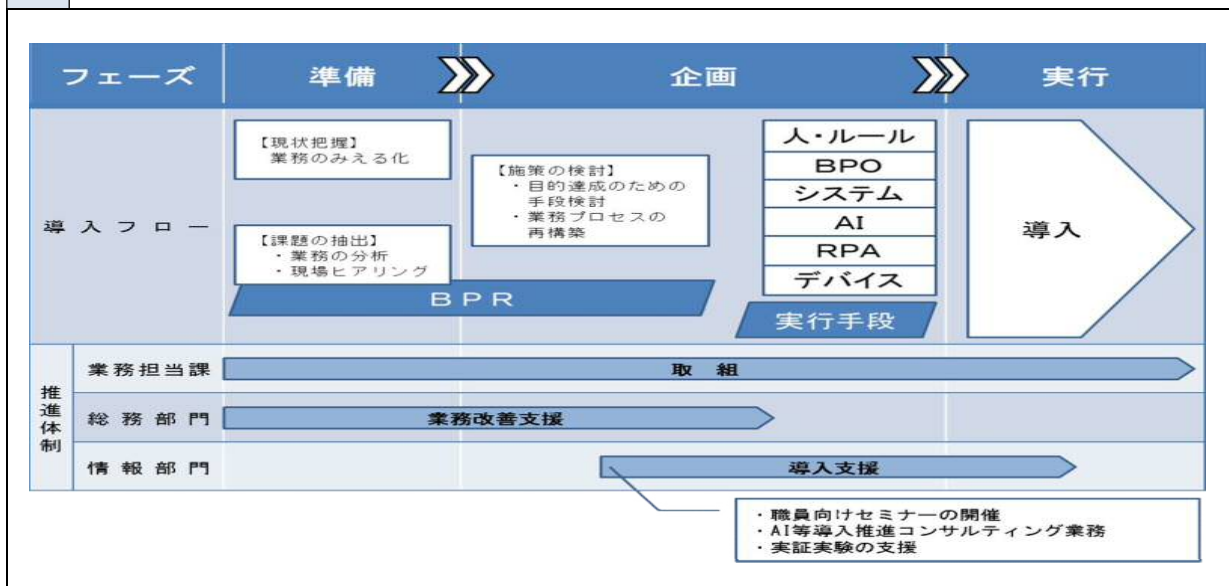 フェーズ
準備
企画
実行
導入フロー
【現状把握】
業務のみえる化
【課題の抽出】
・業務の分析
・現場ヒアリング
【施策の検討】
・目的達成のための
手段検討
・業務プロセスの
再構築
BPR
人・ルール
BPO
システム
AI
RPA
デバイス
実行手段
導入
推進体制
業務担当課
取 組
総務部門
業務改善支援
情報部門
導入支援
・職員向けセミナーの開催
・AI等導入推進コンサルティング業務
・実証実験の支援